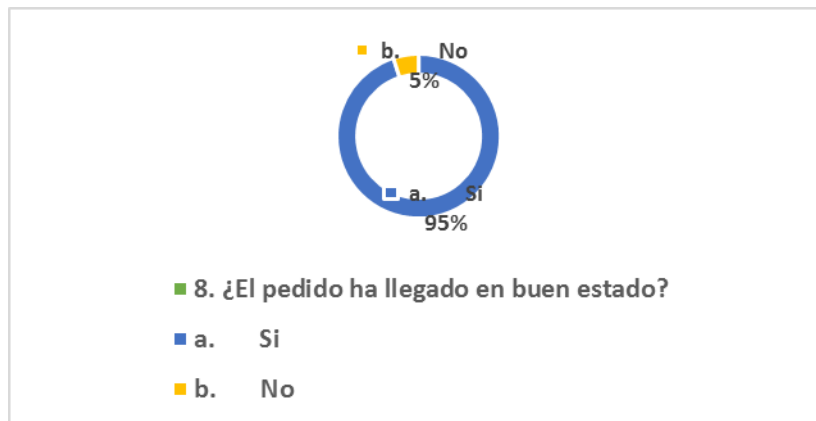 b. No
5%
a. Si
95%
8. ¿El pedido ha llegado en buen estado?
a. Si
b. No